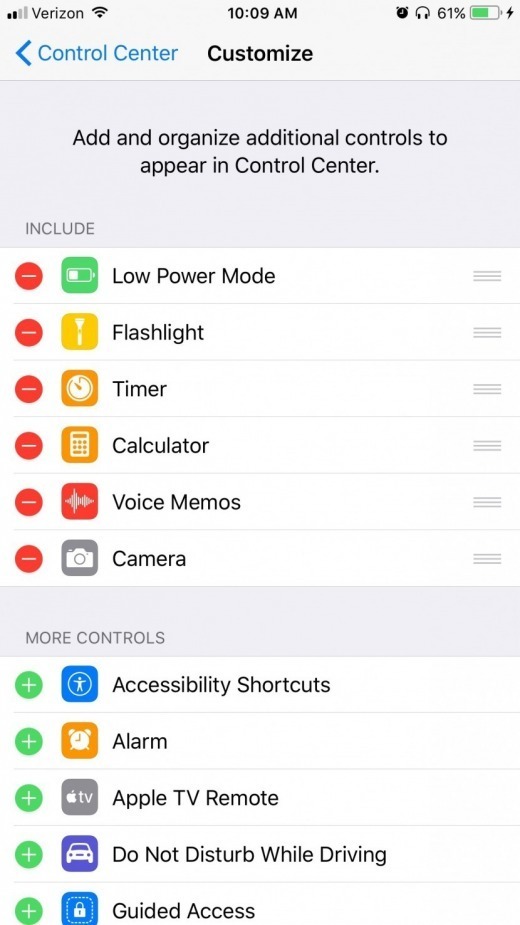 Verizon 10:09 AM 61%
Control Center Customize
Add and organize additional controls to
appear in Control Center.
INCLUDE
Low Power Mode
Flashlight
Timer
Calculator
Voice Memos
Camera
MORE CONTROLS
Accessibility Shortcuts
Alarm
tv Apple TV Remote
Do Not Disturb While Driving
Guided Access